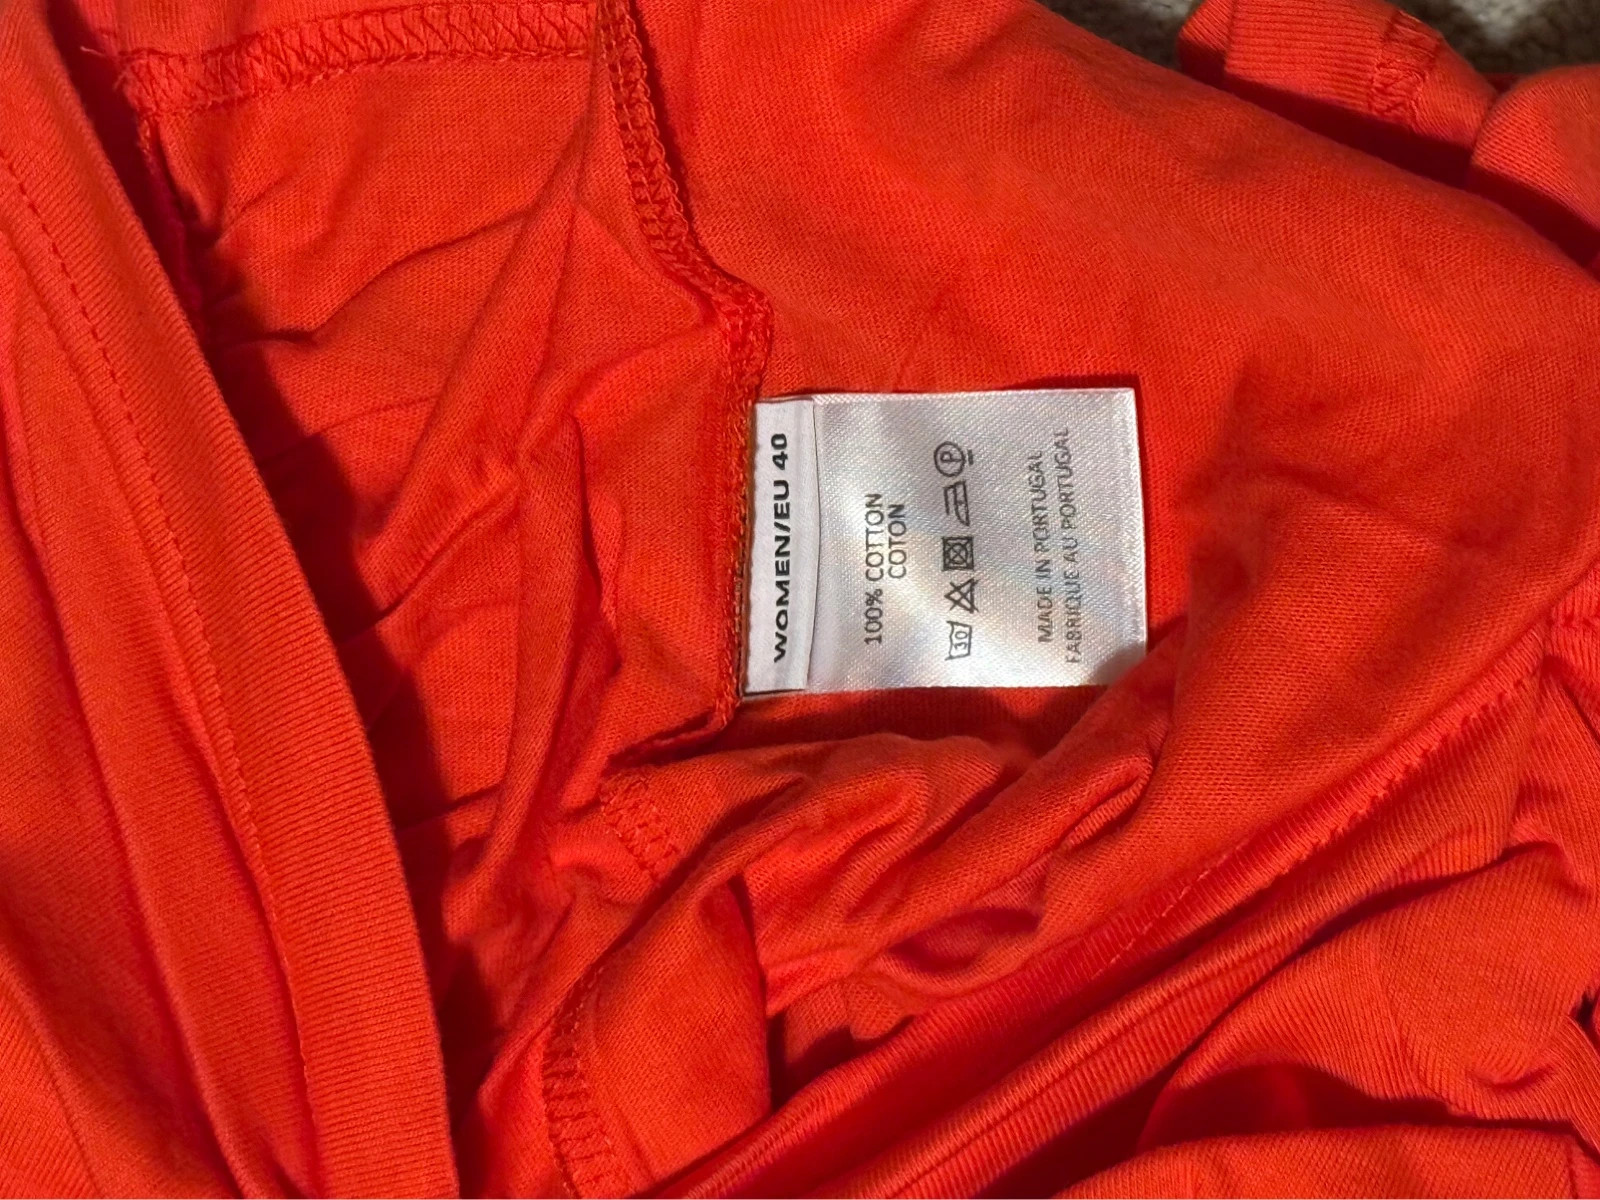 WOMEN/EU 40
100% COTTON
COTON
30
P
MADE IN PORTUGAL
FABRIQUE AU PORTUGAL